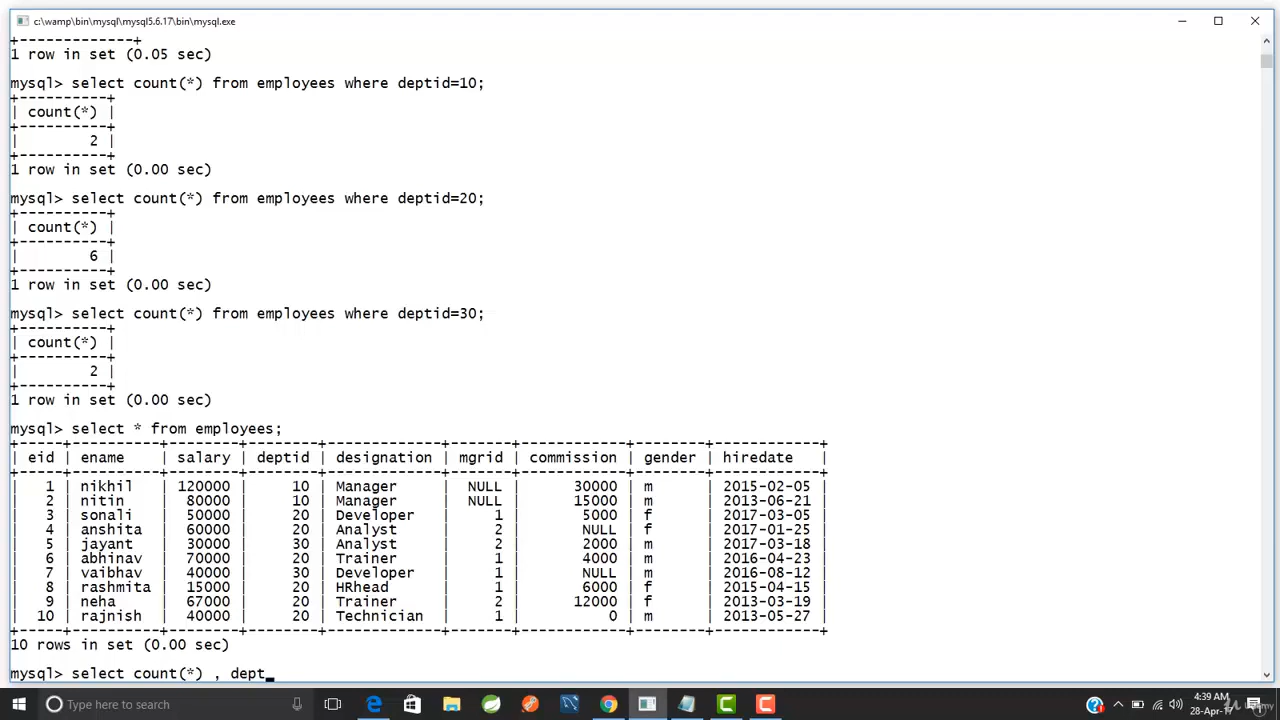 c:\wamp\bin\mysql\mysql5.6.17\bin\mysql.exe
+-------------+
1 row in set (0.05 sec)
mysql> select count(*) from employees where deptid=10;
+----------+
| count(*) |
+----------+
|        2 |
+----------+
1 row in set (0.00 sec)
mysql> select count(*) from employees where deptid=20;
+----------+
| count(*) |
+----------+
|        6 |
+----------+
1 row in set (0.00 sec)
mysql> select count(*) from employees where deptid=30;
+----------+
| count(*) |
+----------+
|        2 |
+----------+
1 row in set (0.00 sec)
mysql> select * from employees;
+-----+----------+--------+--------+-------------+-------+------------+--------+------------+
| eid | ename    | salary | deptid | designation | mgrid | commission | gender | hiredate   |
+-----+----------+--------+--------+-------------+-------+------------+--------+------------+
|   1 | nikhil   | 120000 |     10 | Manager     |  NULL |      30000 | m      | 2015-02-05 |
|   2 | nitin    |  80000 |     10 | Manager     |  NULL |      15000 | m      | 2013-06-21 |
|   3 | sonali   |  50000 |     20 | Developer   |     1 |       5000 | f      | 2017-03-05 |
|   4 | anshita  |  60000 |     20 | Analyst     |     2 |       NULL | f      | 2017-01-25 |
|   5 | jayant   |  30000 |     30 | Analyst     |     2 |       2000 | m      | 2017-03-18 |
|   6 | abhinav  |  70000 |     20 | Trainer     |     1 |       4000 | m      | 2016-04-23 |
|   7 | vaibhav  |  40000 |     30 | Developer   |     1 |       NULL | m      | 2016-08-12 |
|   8 | rashmita |  15000 |     20 | HRhead      |     1 |       6000 | f      | 2015-04-15 |
|   9 | neha     |  67000 |     20 | Trainer     |     2 |      12000 | f      | 2013-03-19 |
|  10 | rajnish  |  40000 |     20 | Technician  |     1 |          0 | m      | 2013-05-27 |
+-----+----------+--------+--------+-------------+-------+------------+--------+------------+
10 rows in set (0.00 sec)
mysql> select count(*) , dept_
Type here to search
4:39 AM
28-Apr-